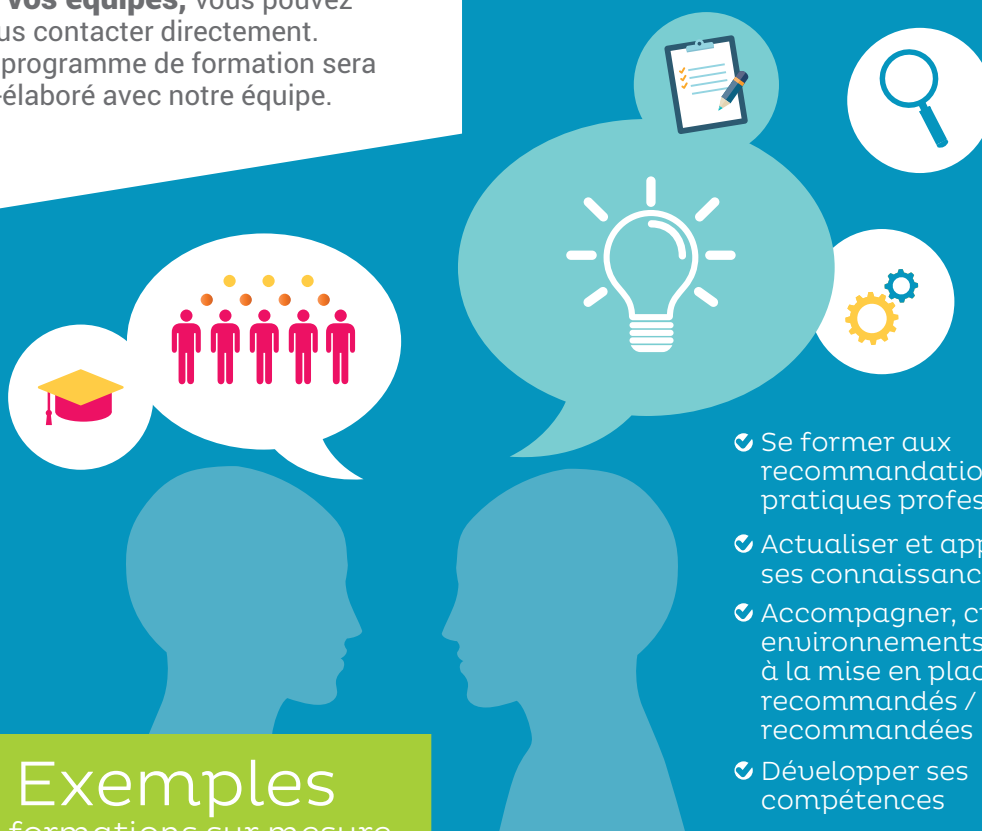 vos équipes, vous pouvez
us contacter directement.
programme de formation sera
-élaboré avec notre équipe.
Se former aux
recommandatio
pratiques profes
Actualiser et app
ses connaissanc
Accompagner, c
environnements
à la mise en plac
recommandés /
recommandées
Développer ses
compétences
Exemples
formations sur mesure